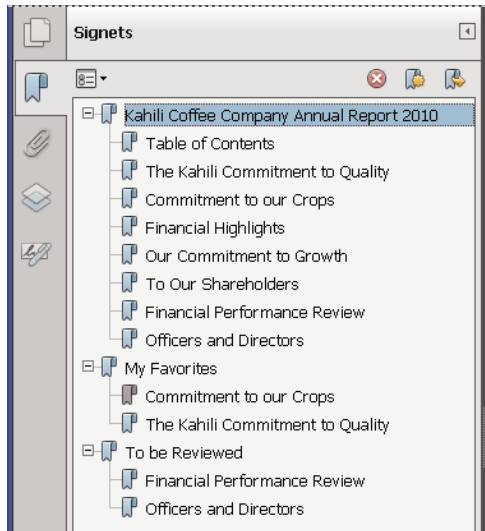 Signets
Kahili Coffee Company Annual Report 2010
Table of Contents
The Kahili Commitment to Quality
Commitment to our Crops
Financial Highlights
Our Commitment to Growth
To Our Shareholders
Financial Performance Review
Officers and Directors
My Favorites
Commitment to our Crops
The Kahili Commitment to Quality
To be Reviewed
Financial Performance Review
Officers and Directors